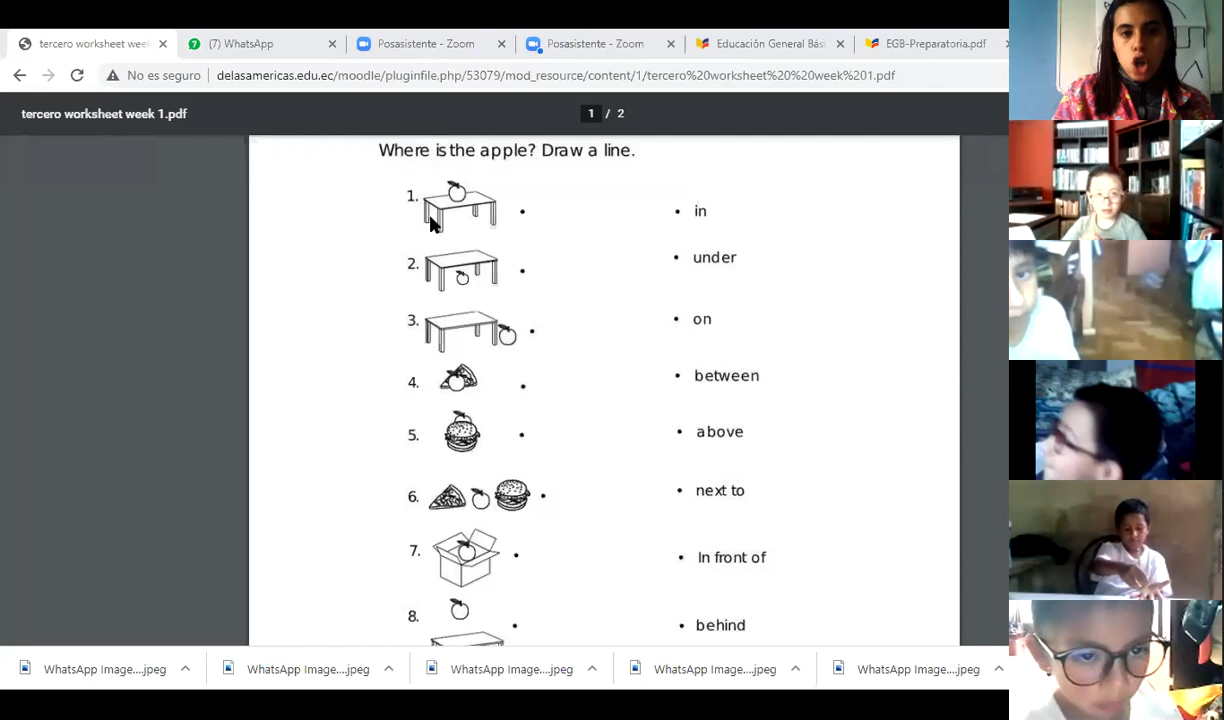 tercero worksheet week
(7) WhatsApp
Posasistente - Zoom
Posasistente - Zoom
Educación General Bás
EGB-Preparatoria.pdf
No es seguro
delasamericas.edu.ec/moodle/pluginfile.php/53079/mod_resource/content/1/tercero%20worksheet%20%20week%201.pdf
tercero worksheet week 1.pdf
1 / 2
Where is the apple? Draw a line.
1. • • in
2. • • under
3. • • on
4. • • between
5. • • above
6. • • next to
7. • • In front of
8. • • behind
WhatsApp Image....jpeg
WhatsApp Image....jpeg
WhatsApp Image....jpeg
WhatsApp Image....jpeg
WhatsApp Image....jpeg